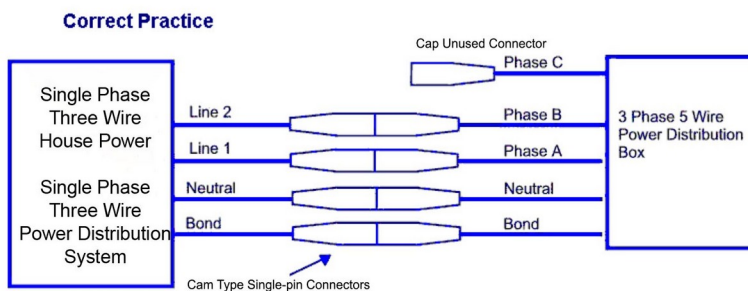 Correct Practice
Cap Unused Connector
Phase C
Single Phase
Three Wire
House Power
Line 2
Phase B
3 Phase 5 Wire
Power Distribution
Box
Line 1
Phase A
Single Phase
Three Wire
Power Distribution
System
Neutral
Neutral
Bond
Bond
Cam Type Single-pin Connectors